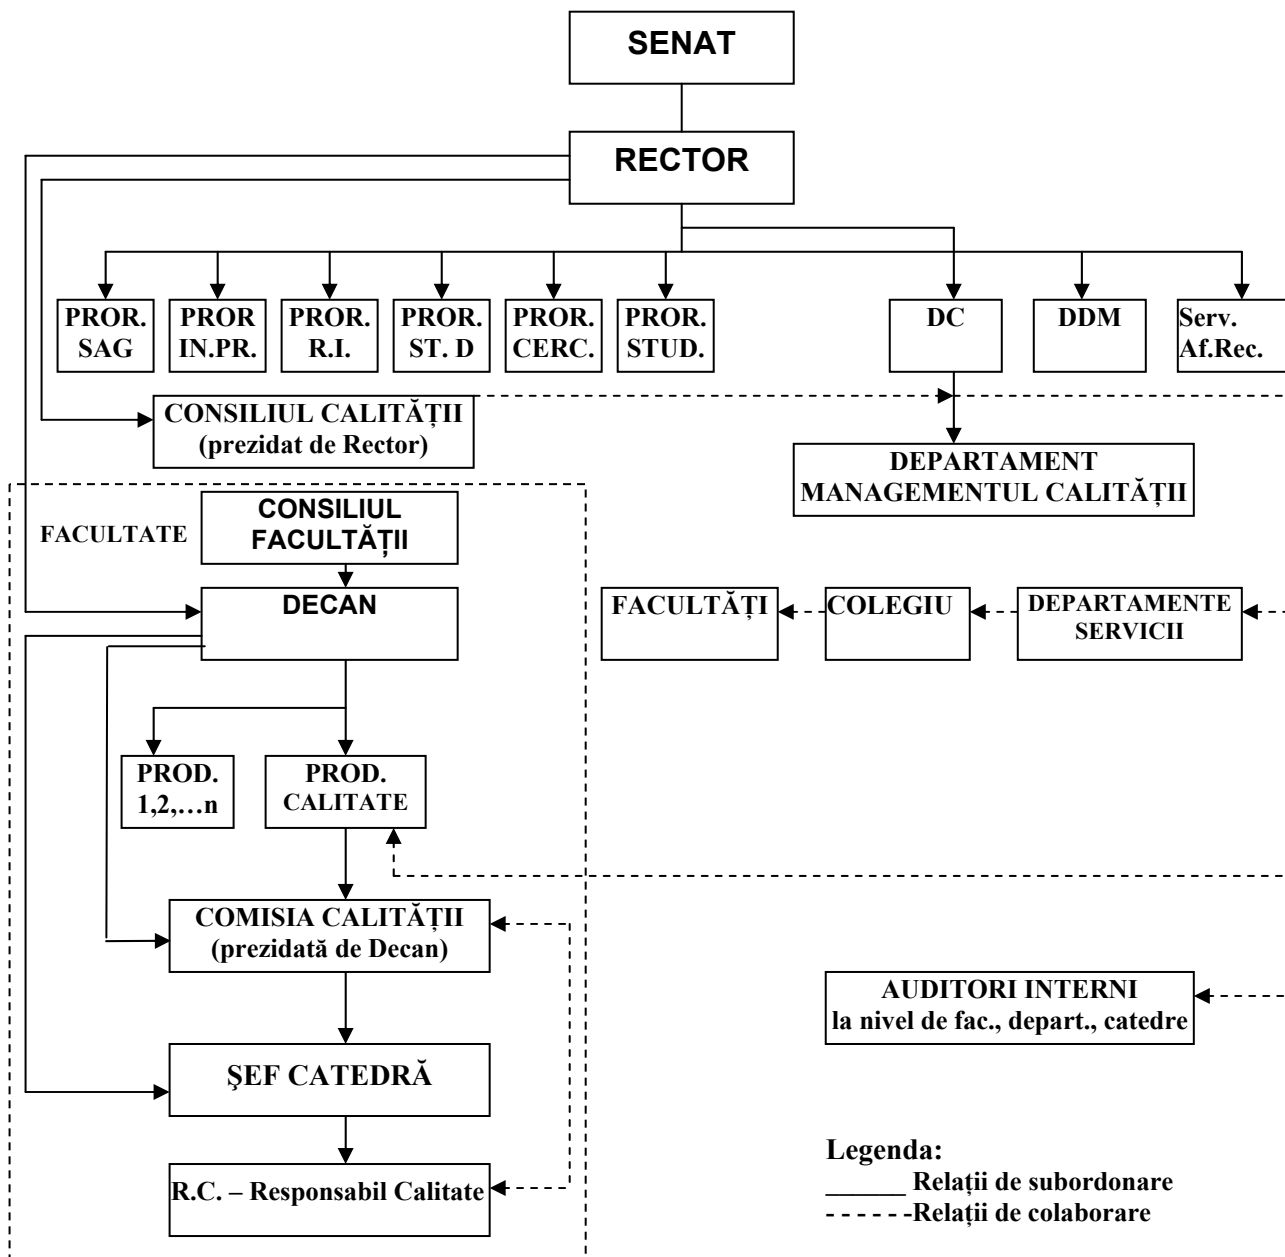 SENAT
RECTOR
PROR.
SAG
PROR
IN.PR.
PROR.
R.I.
PROR.
ST. D
PROR.
CERC.
PROR.
STUD.
DC
DDM
Serv.
Af.Rec.
CONSILIUL CALITĂȚII
(prezidat de Rector)
DEPARTAMENT
MANAGEMENTUL CALITĂȚII
FACULTATE
CONSILIUL
FACULTĂȚII
DECAN
FACULTĂȚI
COLEGIU
DEPARTAMENTE
SERVICII
PROD.
1,2,…n
PROD.
CALITATE
COMISIA CALITĂȚII
(prezidată de Decan)
AUDITORI INTERNI
la nivel de fac., depart., catedre
ŞEF CATEDRĂ
R.C. – Responsabil Calitate
Legenda:
______ Relații de subordonare
- - - - - -Relații de colaborare